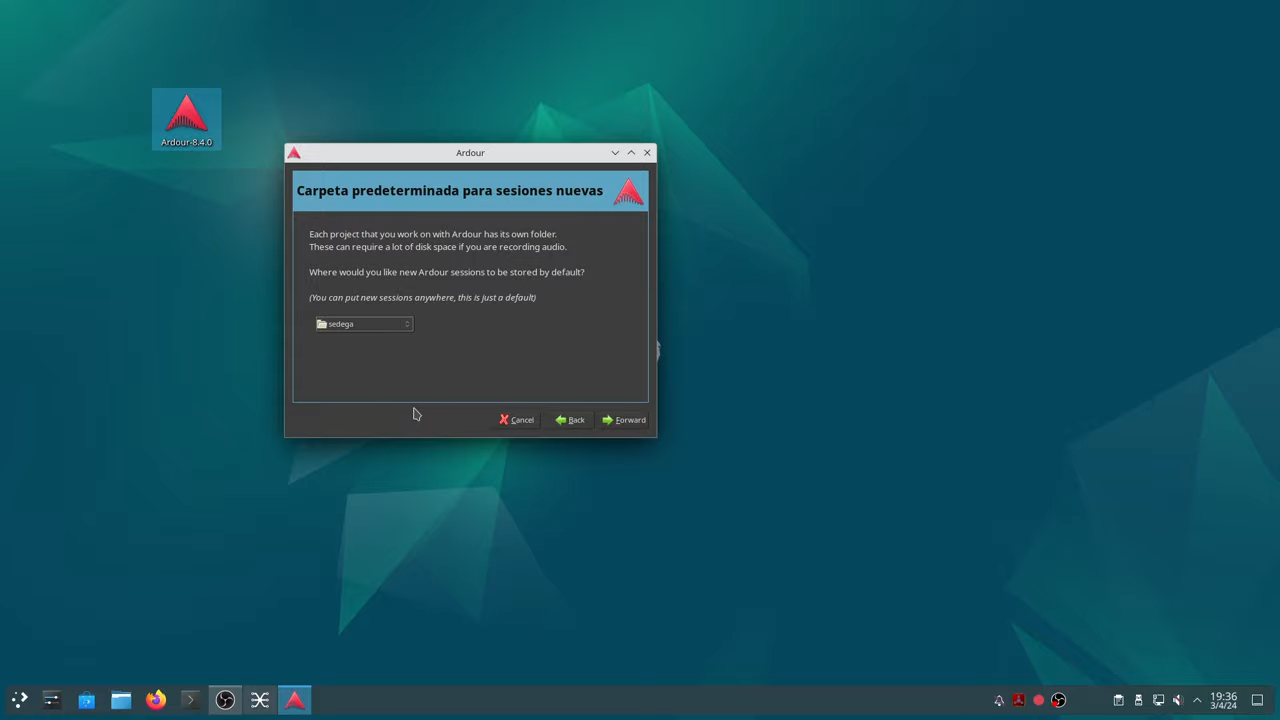 Ardour-8.4.0
Ardour
Carpeta predeterminada para sesiones nuevas
Each project that you work on with Ardour has its own folder.
These can require a lot of disk space if you are recording audio.
Where would you like new Ardour sessions to be stored by default?
(You can put new sessions anywhere, this is just a default)
sedega
Cancel
Back
Forward
19:36
3/4/24